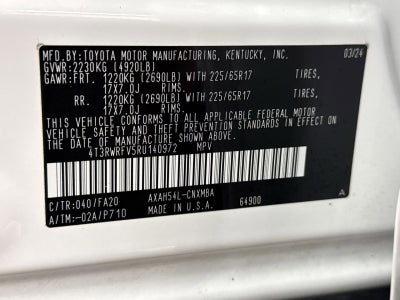 MFD.BY:TOYOTA MOTOR MANUFACTURING, KENTUCKY, INC. 03/24
GVWR:2230KG (4920LB)
GAWR:FRT. 1220KG (2690LB) WITH 225/65R17 TIRES,
17X7.0J RIMS.
RR. 1220KG (2690LB) WITH 225/65R17 TIRES,
17X7.0J RIMS.
THIS VEHICLE CONFORMS TO ALL APPLICABLE FEDERAL MOTOR
VEHICLE SAFETY AND THEFT PREVENTION STANDARDS IN EFFECT ON
THE DATE OF MANUFACTURE SHOWN ABOVE.
4T3RWRFV5RU140972 MPV
C/TR:040/FA20 AXAH54L-CNXMBA
A/TM:-02A/P710 MADE IN U.S.A. 64900 A